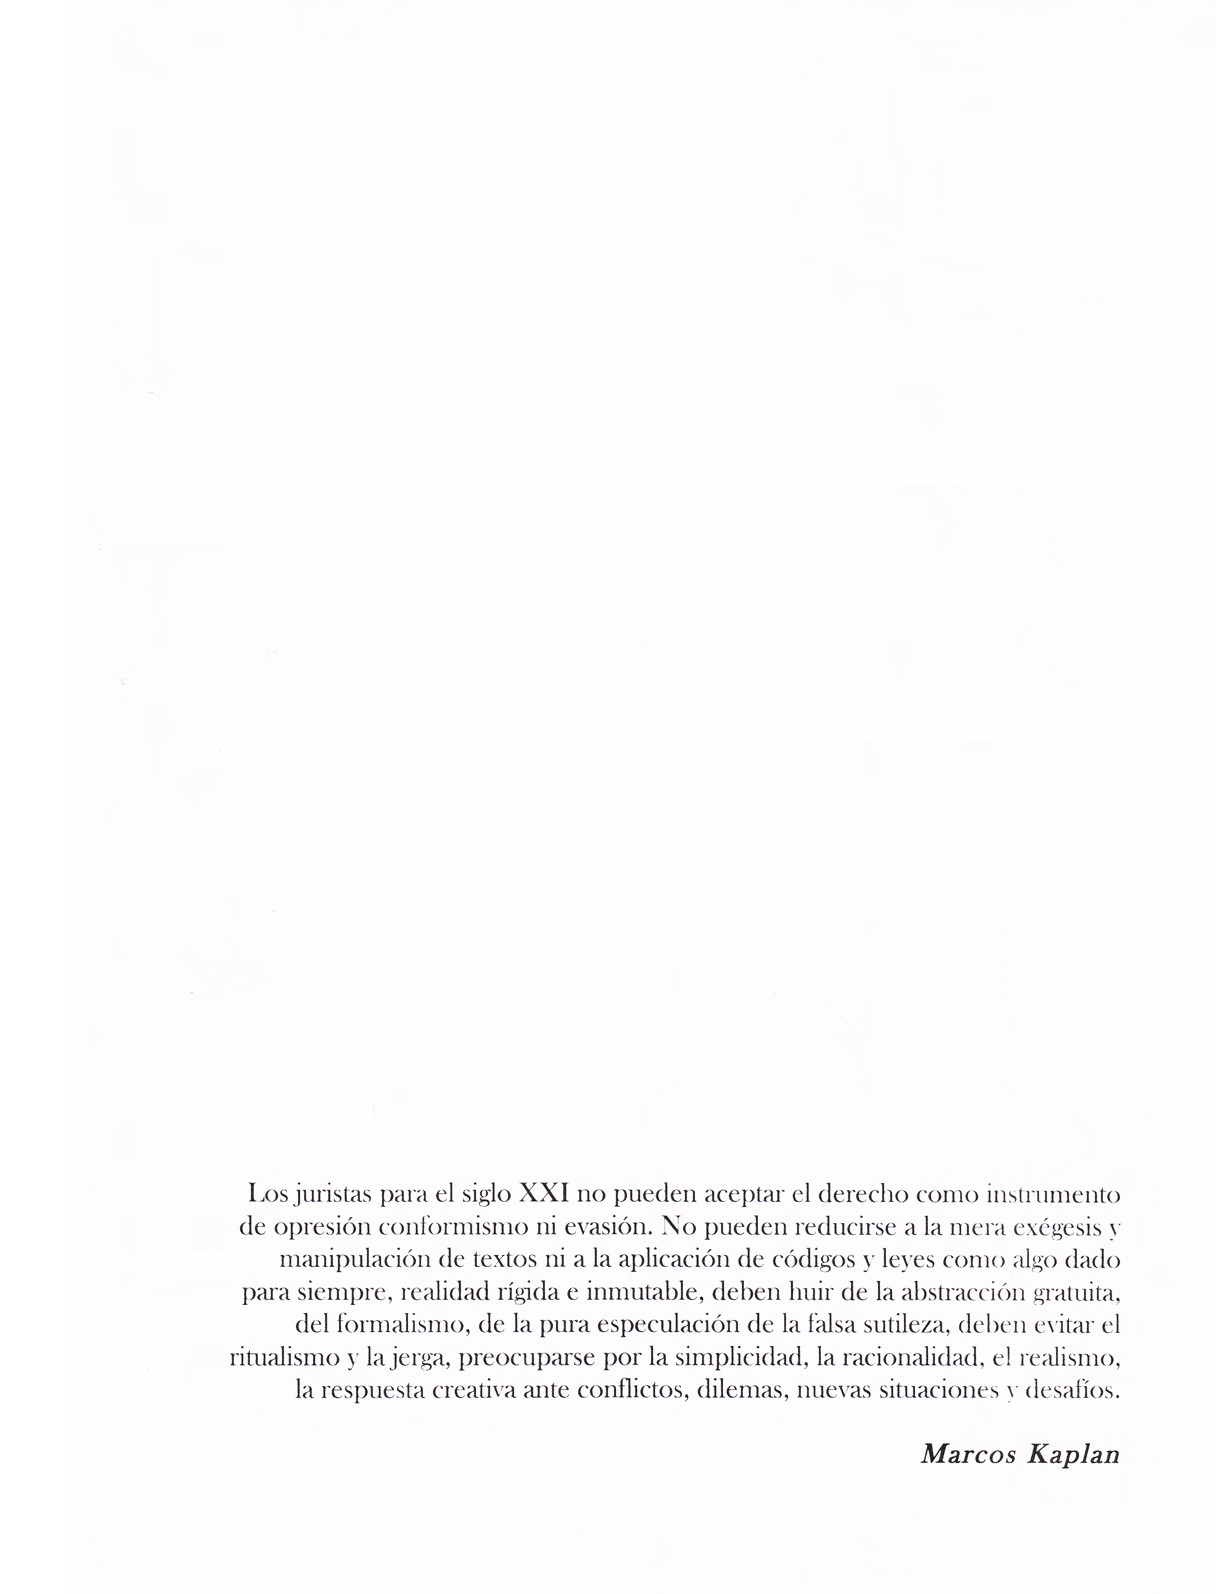 Los juristas para el siglo XXI no pueden aceptar el derecho como instrumento
de opresión conformismo ni evasión. No pueden reducirse a la mera exégesis y
manipulación de textos ni a la aplicación de códigos y leyes como algo dado
para siempre, realidad rígida e inmutable, deben huir de la abstracción gratuita,
del formalismo, de la pura especulación de la falsa sutileza, deben evitar el
ritualismo y la jerga, preocuparse por la simplicidad, la racionalidad, el realismo,
la respuesta creativa ante conflictos, dilemas, nuevas situaciones y desafíos.
Marcos Kaplan